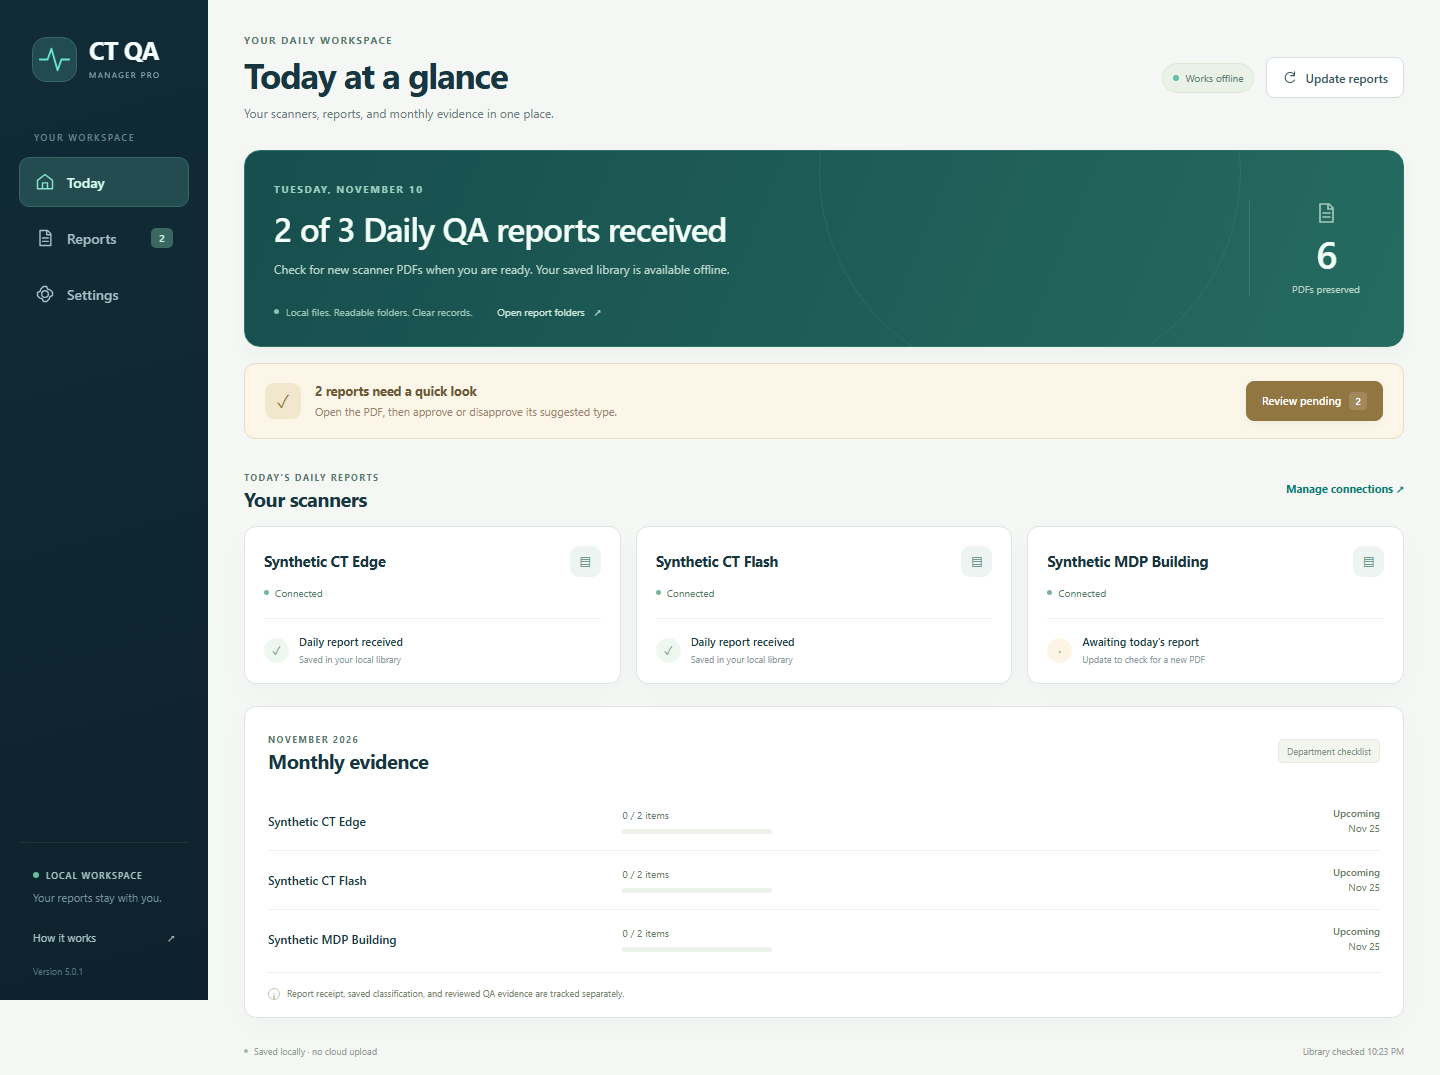 CT QA
MANAGER PRO
YOUR WORKSPACE
Today
Reports 2
Settings
LOCAL WORKSPACE
Your reports stay with you.
How it works ↗
Version 5.0.1
YOUR DAILY WORKSPACE
Today at a glance
Your scanners, reports, and monthly evidence in one place.
Works offline
Update reports
TUESDAY, NOVEMBER 10
2 of 3 Daily QA reports received
Check for new scanner PDFs when you are ready. Your saved library is available offline.
Local files. Readable folders. Clear records. Open report folders ↗
6
PDFs preserved
2 reports need a quick look
Open the PDF, then approve or disapprove its suggested type.
Review pending 2
TODAY'S DAILY REPORTS
Your scanners
Manage connections ↗
Synthetic CT Edge
Connected
Daily report received
Saved in your local library
Synthetic CT Flash
Connected
Daily report received
Saved in your local library
Synthetic MDP Building
Connected
Awaiting today's report
Update to check for a new PDF
NOVEMBER 2026
Monthly evidence
Department checklist
Synthetic CT Edge
0 / 2 items
Upcoming
Nov 25
Synthetic CT Flash
0 / 2 items
Upcoming
Nov 25
Synthetic MDP Building
0 / 2 items
Upcoming
Nov 25
Report receipt, saved classification, and reviewed QA evidence are tracked separately.
Saved locally · no cloud upload
Library checked 10:23 PM